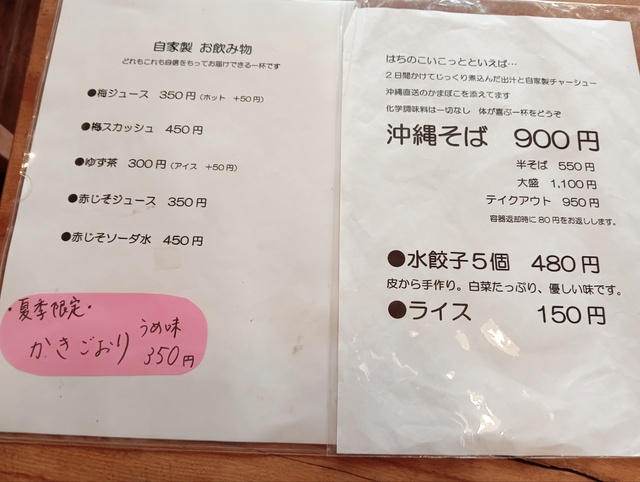 自家製 お飲み物
どれもこれも自信をもってお届けできる一杯です
●梅ジュース 350円(ホット +50円)
●梅スカッシュ 450円
●ゆず茶 300円(アイス +50円)
●赤じそジュース 350円
●赤じそソーダ水 450円
・夏季限定・
かきごおり うめ味
350円
はちのこいこっとといえば…
2日間かけてじっくり煮込んだ出汁と自家製チャーシュー
沖縄直送のかまぼこを添えてます
化学調味料は一切なし 体が喜ぶ一杯をどうぞ
沖縄そば 900円
半そば 550円
大盛 1,100円
テイクアウト 950円
容器返却時に80円をお返しします。
●水餃子5個 480円
皮から手作り。白菜たっぷり、優しい味です。
●ライス 150円